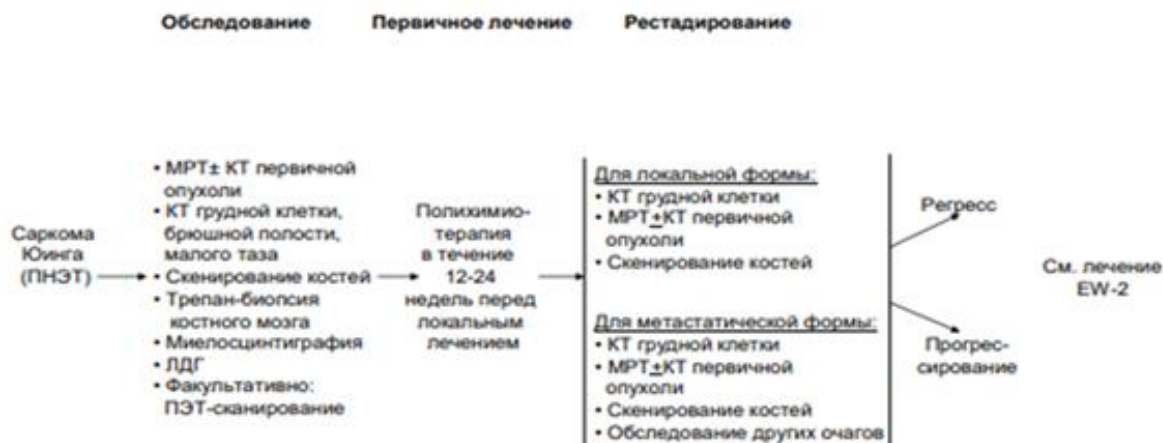 Обследование
Первичное лечение
Рестадирование
Саркома
Юинга
(ПНЭТ)
• МРТ± КТ первичной
опухоли
• КТ грудной клетки,
брюшной полости,
малого таза
• Скенирование костей
• Трепан-биопсия
костного мозга
• Миелосцинтиграфия
• ЛДГ
• Факультативно:
ПЭТ-сканирование
Полихимио-
терапия
в течение
12-24
недель перед
локальным
лечением
Для локальной формы:
• КТ грудной клетки
• МРТ±КТ первичной
опухоли
• Скенирование костей
Для метастатической формы:
• КТ грудной клетки
• МРТ±КТ первичной
опухоли
• Скенирование костей
• Обследование других очагов
Регресс
Прогрес-
сирование
См. лечение
EW-2